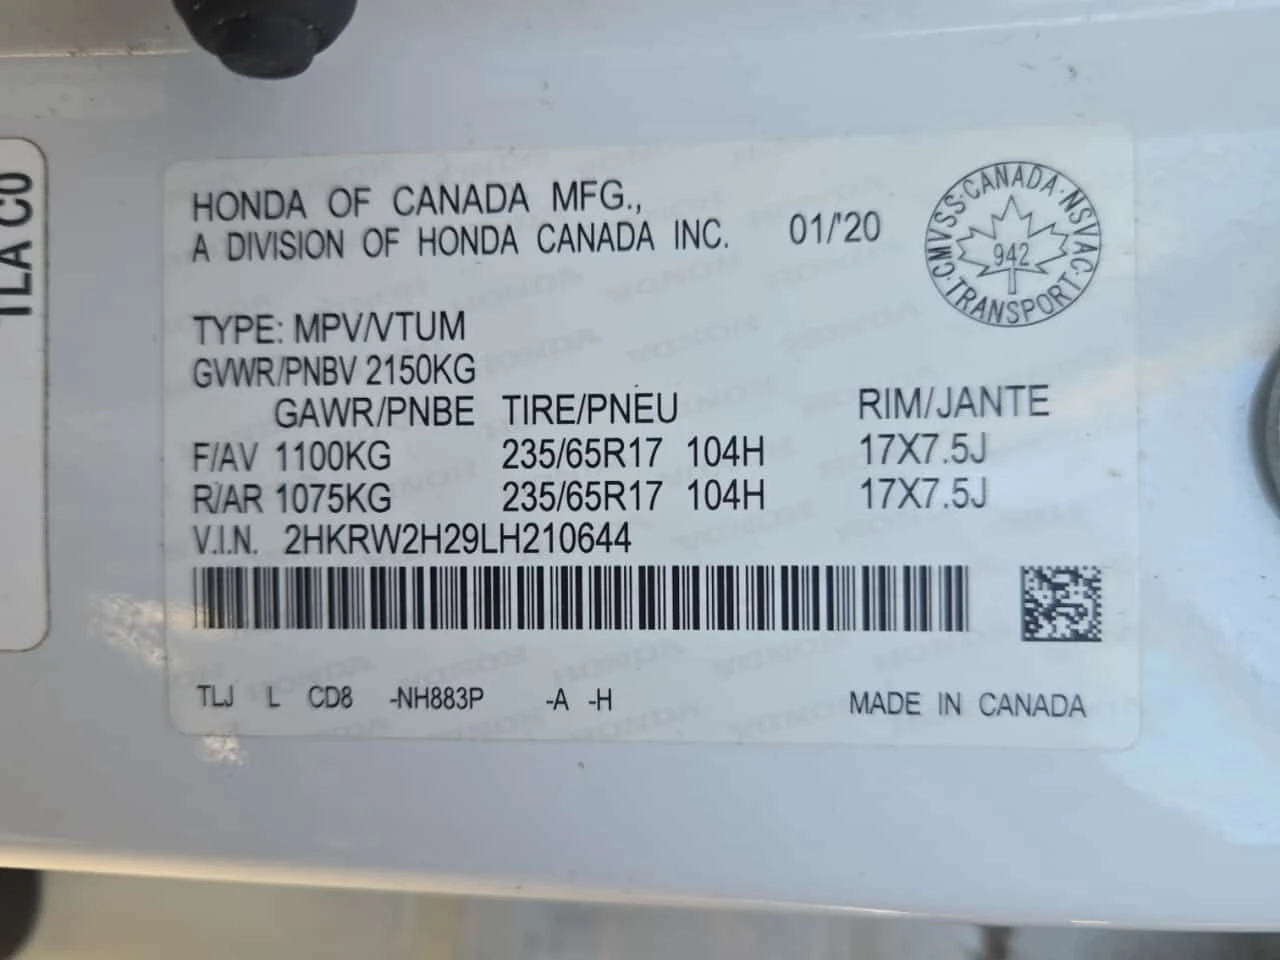 TLA C0
HONDA OF CANADA MFG.,
A DIVISION OF HONDA CANADA INC. 01/'20
CMVSS·CANADA·NSVAC·TRANSPORT·
942
TYPE: MPV/VTUM
GVWR/PNBV 2150KG
GAWR/PNBE TIRE/PNEU RIM/JANTE
F/AV 1100KG 235/65R17 104H 17X7.5J
R/AR 1075KG 235/65R17 104H 17X7.5J
V.I.N. 2HKRW2H29LH210644
TLJ L CD8 -NH883P -A -H MADE IN CANADA